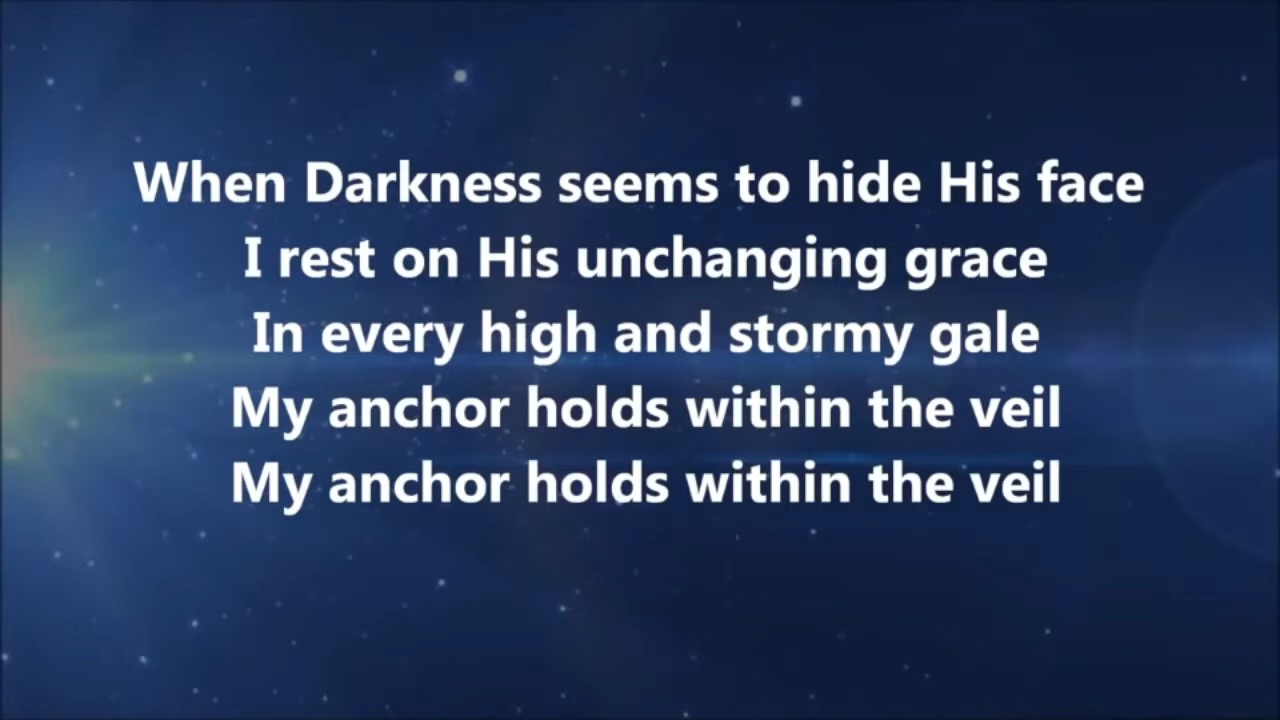 When Darkness seems to hide His face
I rest on His unchanging grace
In every high and stormy gale
My anchor holds within the veil
My anchor holds within the veil